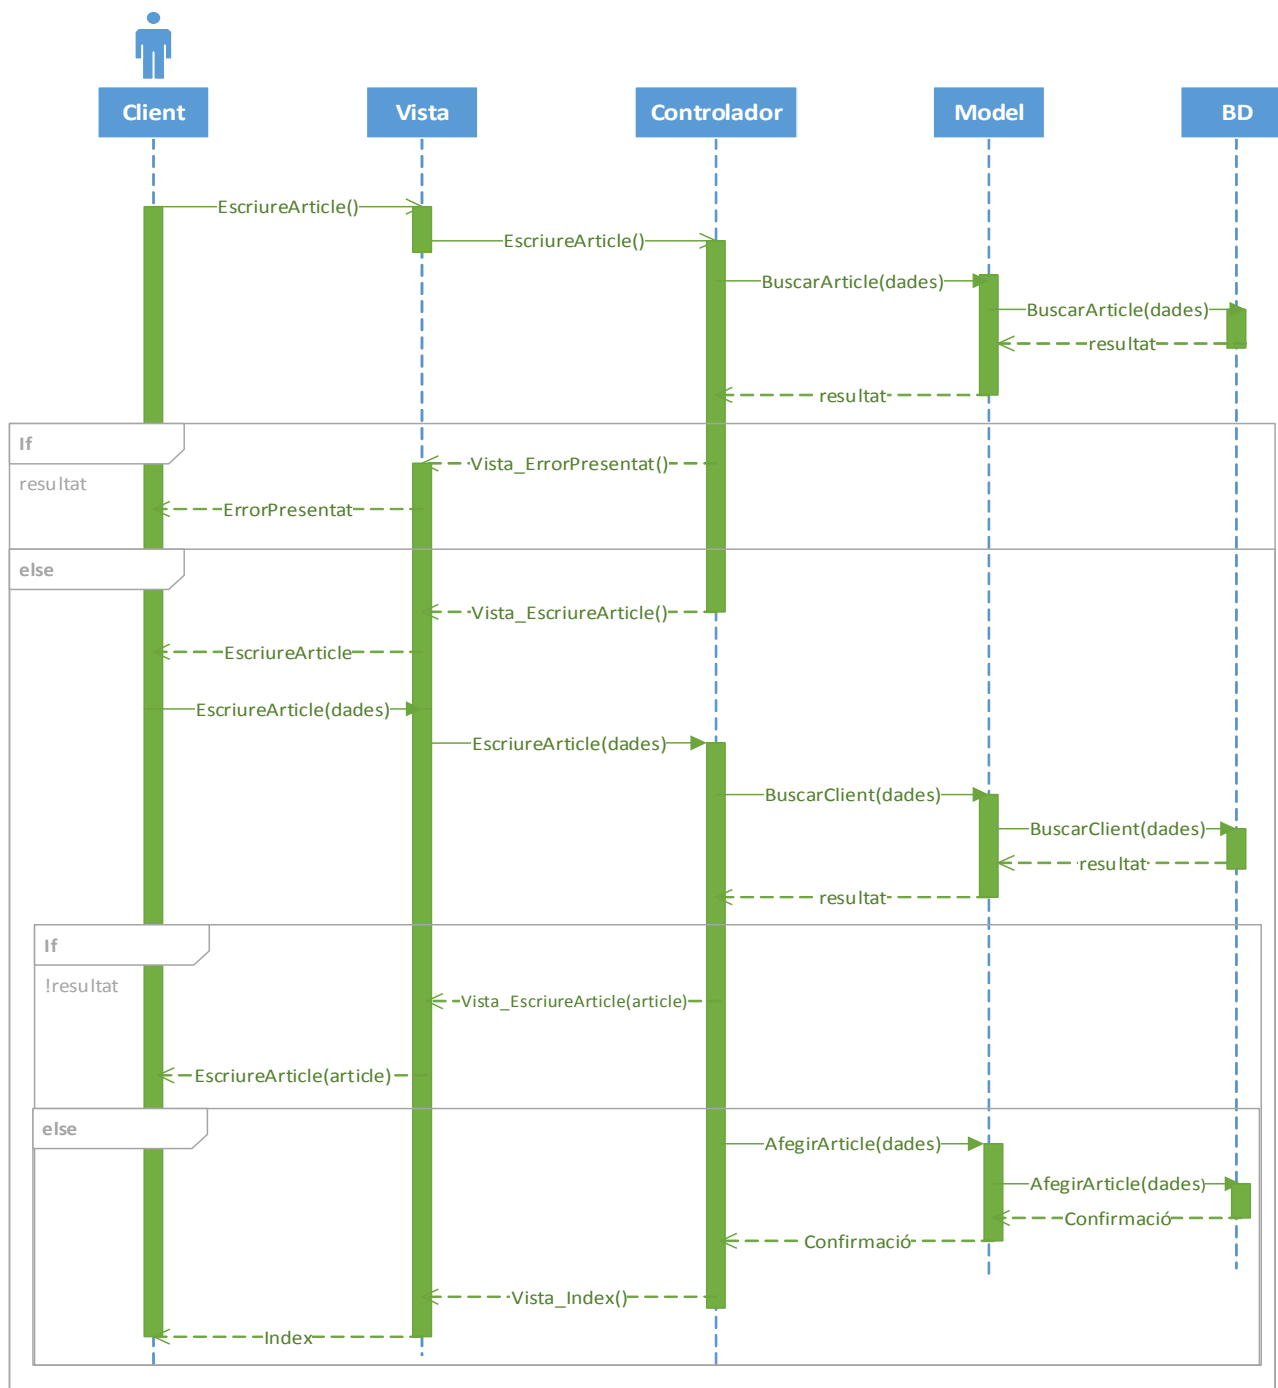 Client
Vista
Controlador
Model
BD
EscriureArticle()
EscriureArticle()
BuscarArticle(dades)
BuscarArticle(dades)
resultat
resultat
If
Vista_ErrorPresentat()
resultat
ErrorPresentat
else
Vista_EscriureArticle()
EscriureArticle
EscriureArticle(dades)
EscriureArticle(dades)
BuscarClient(dades)
BuscarClient(dades)
resultat
resultat
If
!resultat
Vista_EscriureArticle(article)
EscriureArticle(article)
else
AfegirArticle(dades)
AfegirArticle(dades)
Confirmació
Confirmació
Vista_Index()
Index